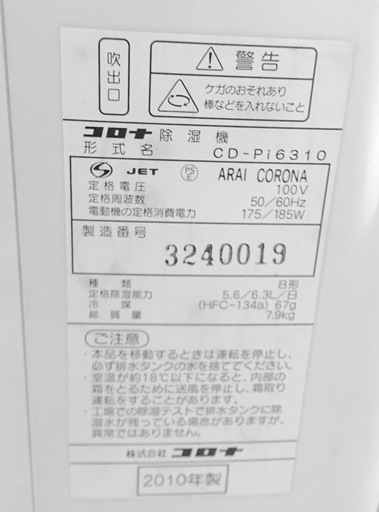 吹出口
警告
ケガのおそれあり
棒などを入れないこと
コロナ除湿機
形式名 CD-Pi6310
JET PSE ARAI CORONA
定格電圧 100V
定格周波数 50/60Hz
電動機の定格消費電力 175/185W
製造番号
3240019
種類 B形
定格除湿能力 5.6/6.3L/日
冷媒 (HFC-134a) 67g
総質量 7.9kg
ご注意
・本品を移動するときは運転を停止し、
必ず排水タンクの水を捨ててください。
・室温が約18℃以下になると、内部の
霜をとるために送風を停止し、霜取り
運転をすることがあります。
・工場での除湿テストで排水タンクに除
湿水が残っている場合がありますが、
異常ではありません。
株式会社 コロナ
2010年製